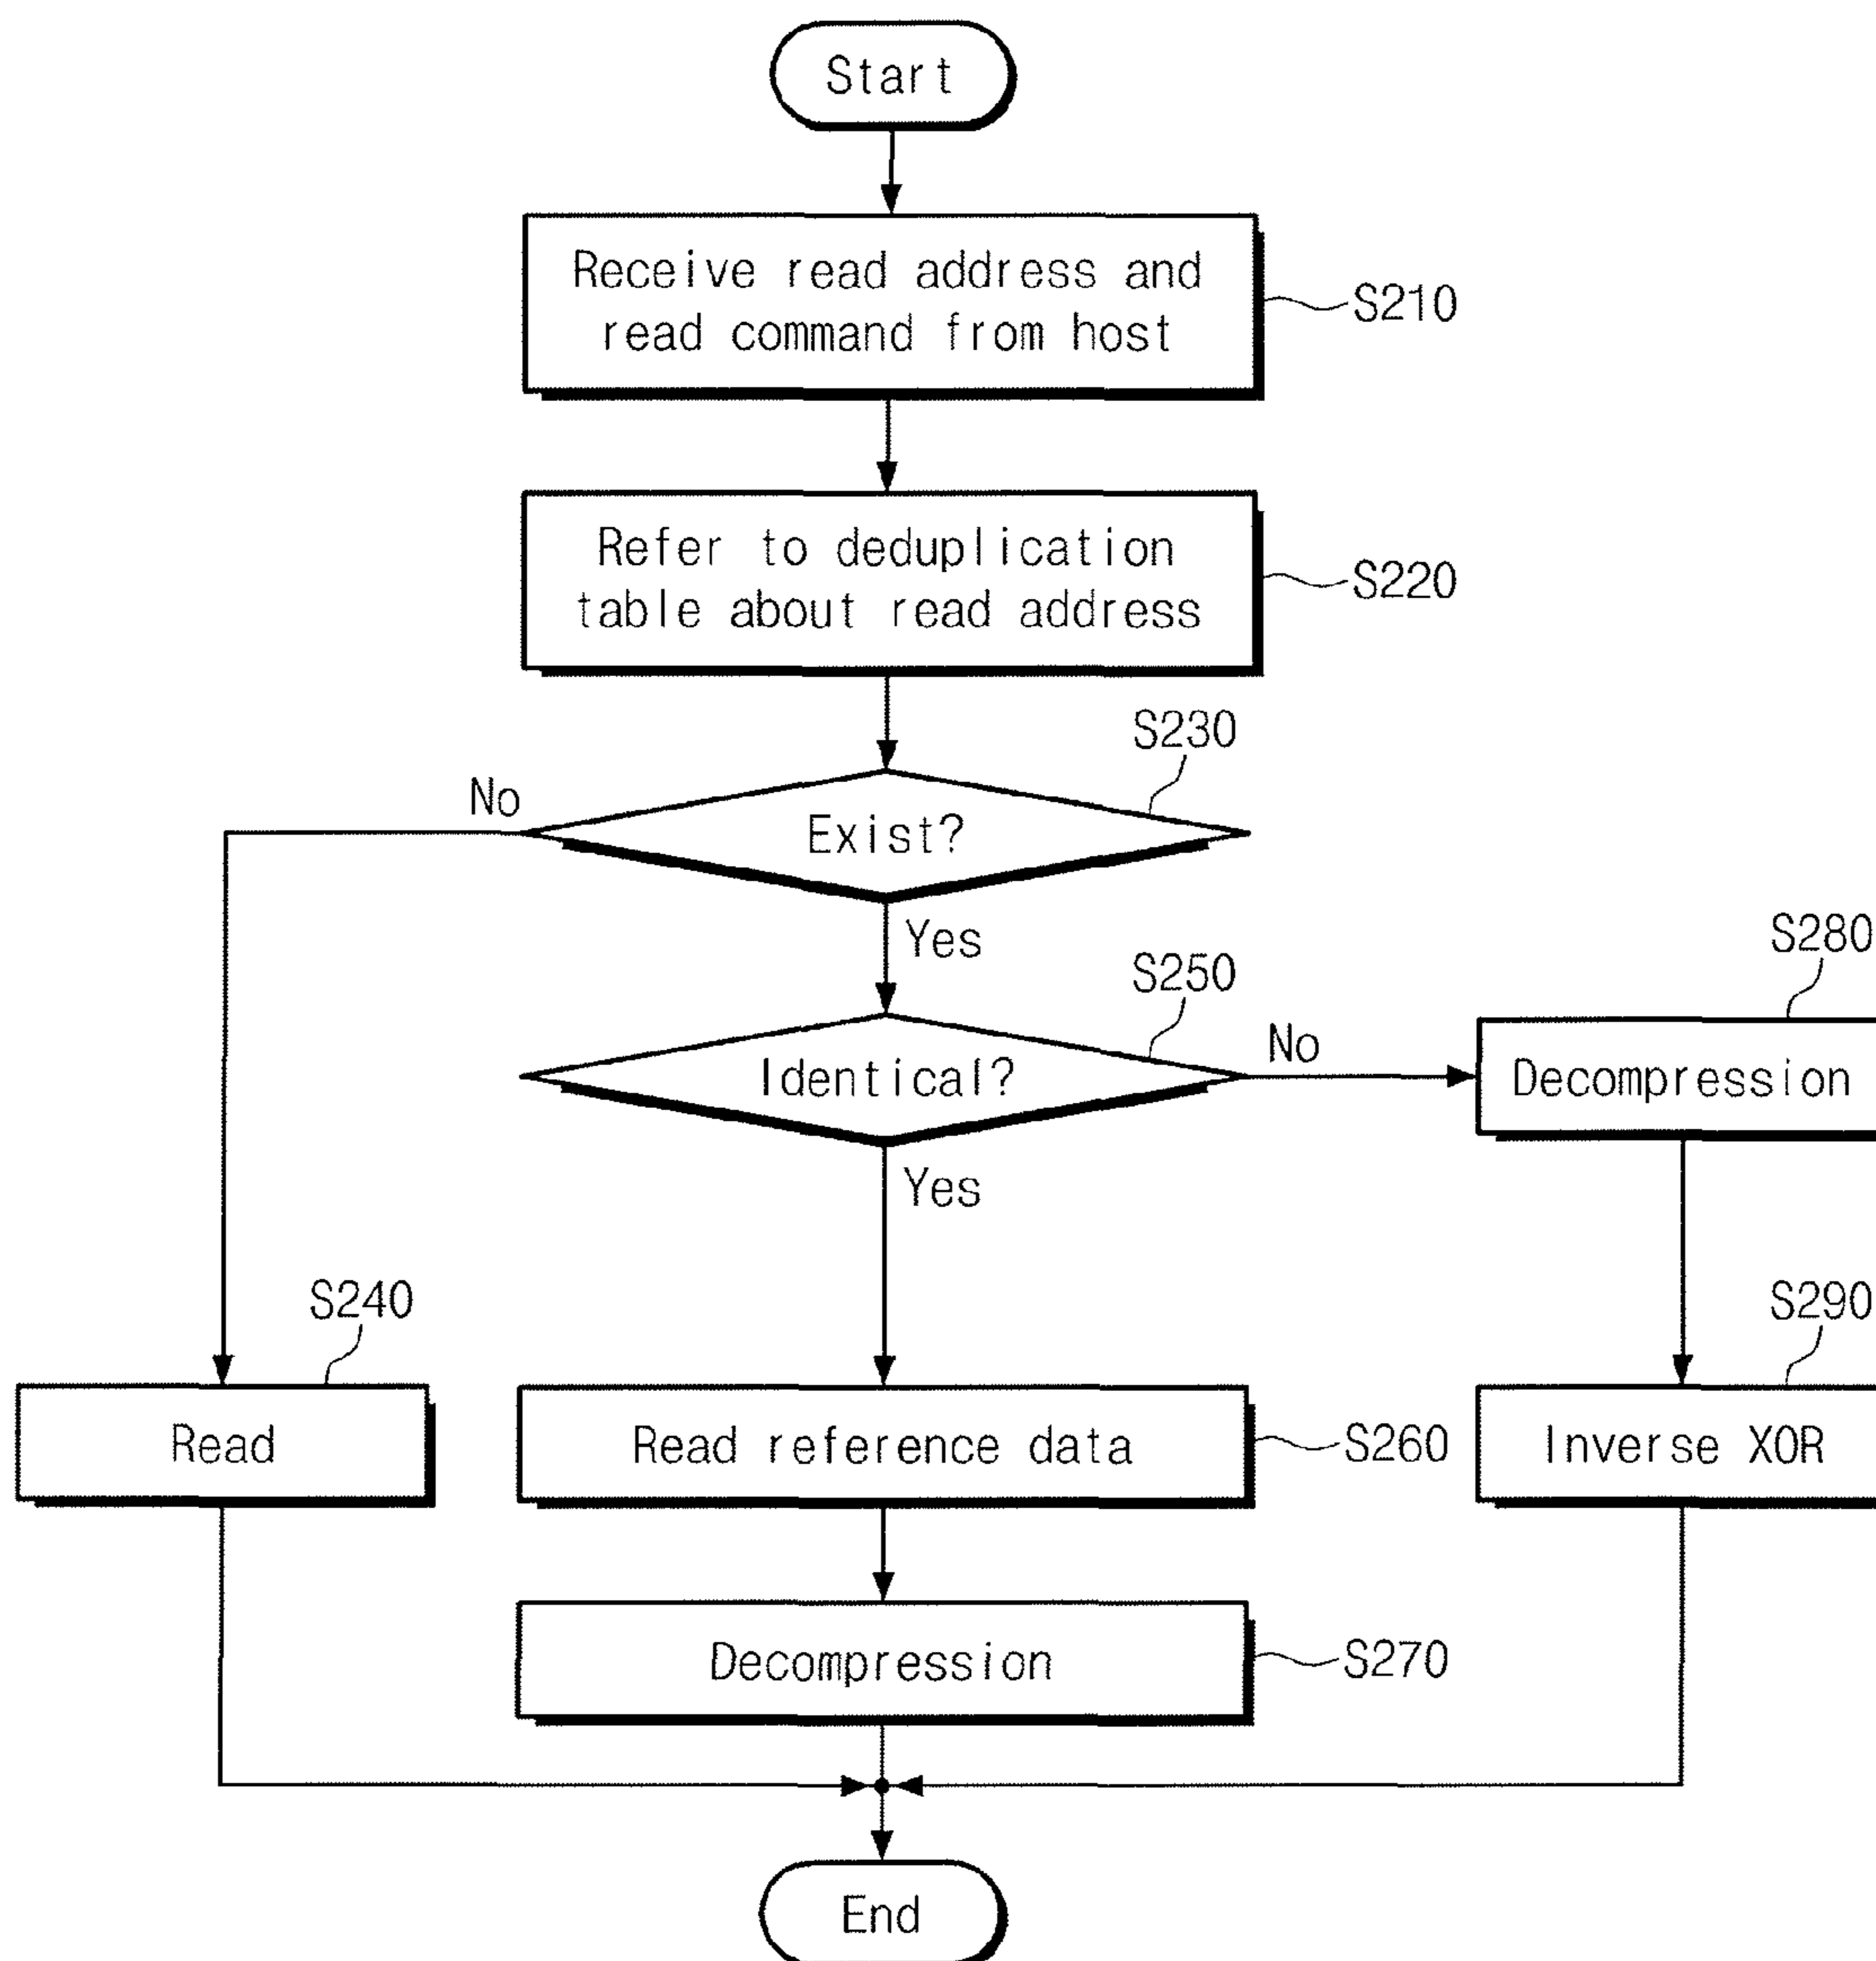 Start
Receive read address and
read command from host
S210
Refer to deduplication
table about read address
S220
S230
No
Exist?
Yes
S250
S280
Identical?
No
Decompression
Yes
S240
S290
Read
Read reference data
S260
Inverse XOR
Decompression
S270
End